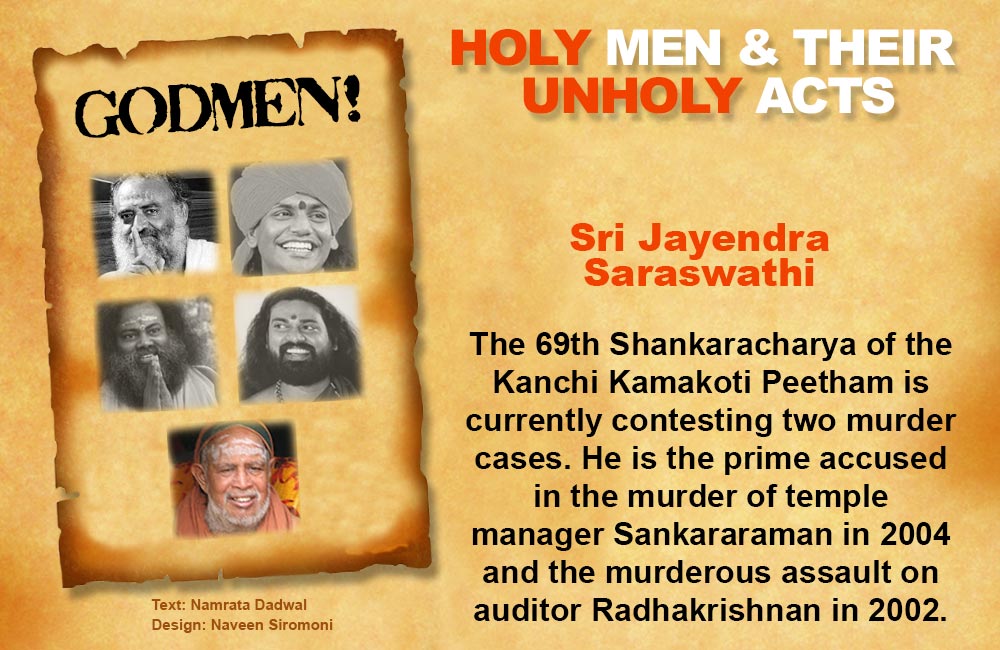 GODMEN!
HOLY MEN & THEIR
UNHOLY ACTS
Sri Jayendra
Saraswathi
The 69th Shankaracharya of the
Kanchi Kamakoti Peetham is
currently contesting two murder
cases. He is the prime accused
in the murder of temple
manager Sankararaman in 2004
and the murderous assault on
auditor Radhakrishnan in 2002.
Text: Namrata Dadwal
Design: Naveen Siromoni